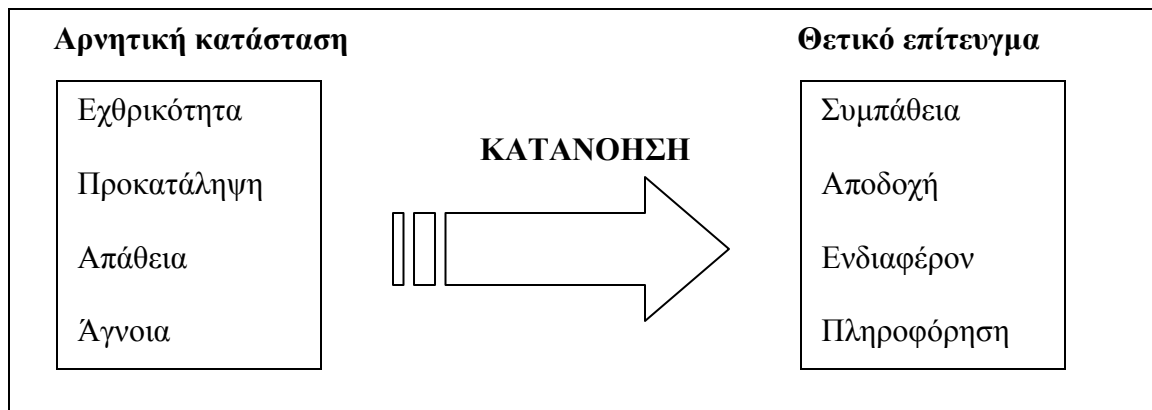 Αρνητική κατάσταση
Θετικό επίτευγμα
Εχθρικότητα
Προκατάληψη
Απάθεια
Άγνοια
ΚΑΤΑΝΟΗΣΗ
Συμπάθεια
Αποδοχή
Ενδιαφέρον
Πληροφόρηση